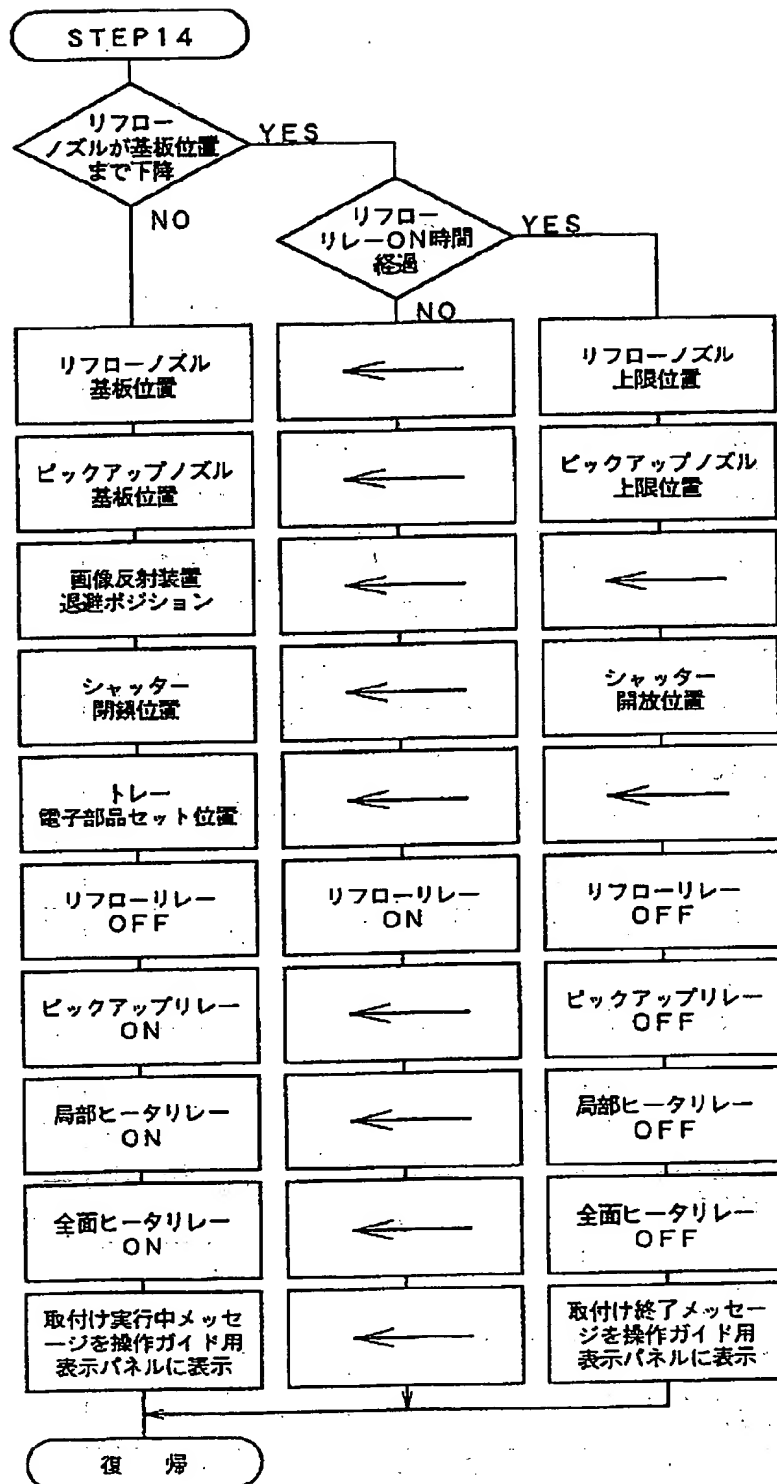 STEP14
リフロー
ノズルが基板位置
まで下降
YES
NO
リフロー
リレーON時間
経過
YES
NO
リフローノズル
基板位置
ピックアップノズル
基板位置
画像反射装置
退避ポジション
シャッター
閉鎖位置
トレー
電子部品セット位置
リフローリレー
OFF
ピックアップリレー
ON
局部ヒータリレー
ON
全面ヒータリレー
ON
取付け実行中メッセ
ージを操作ガイド用
表示パネルに表示
リフローリレー
ON
リフローノズル
上限位置
ピックアップノズル
上限位置
シャッター
開放位置
リフローリレー
OFF
ピックアップリレー
OFF
局部ヒータリレー
OFF
全面ヒータリレー
OFF
取付け終了メッセ
ージを操作ガイド用
表示パネルに表示
復 帰